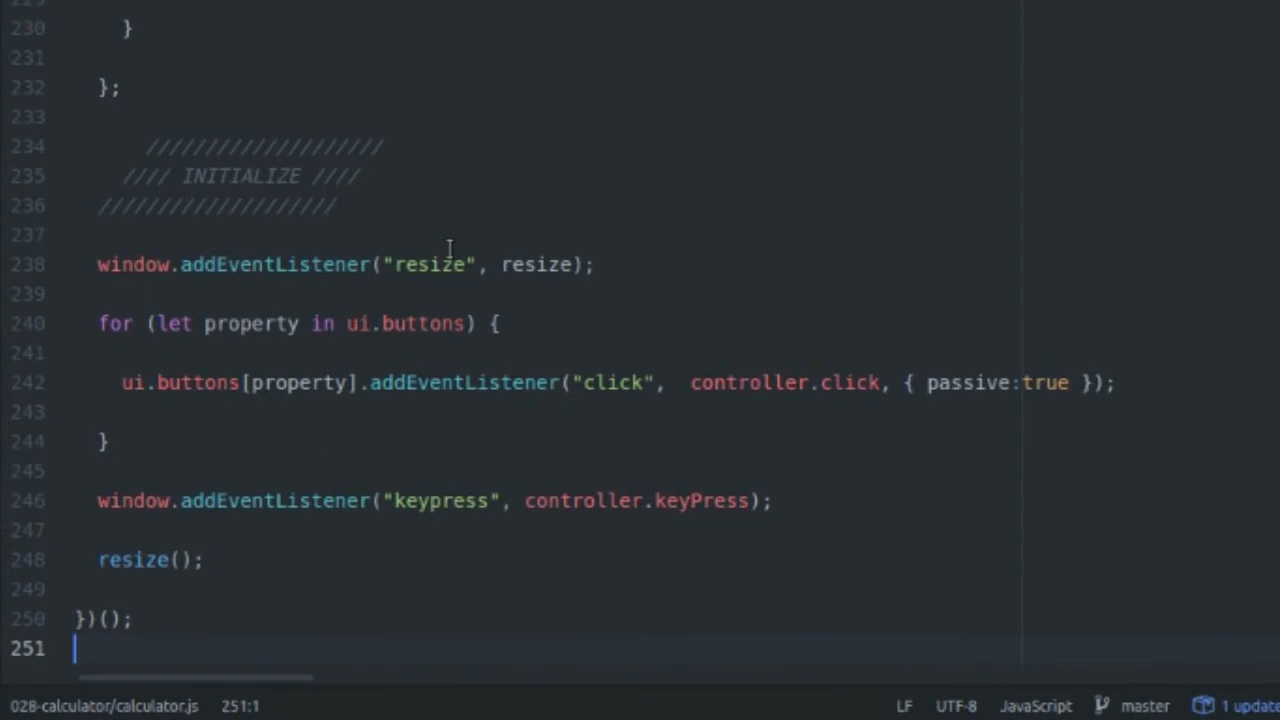 229
230     }
231
232   };
233
234       ////////////////////
235     //// INITIALIZE ////
236   ////////////////////
237
238   window.addEventListener("resize", resize);
239
240   for (let property in ui.buttons) {
241
242     ui.buttons[property].addEventListener("click",  controller.click, { passive:true });
243
244   }
245
246   window.addEventListener("keypress", controller.keyPress);
247
248   resize();
249
250 })();
251
028-calculator/calculator.js 251:1 LF UTF-8 JavaScript master 1 update